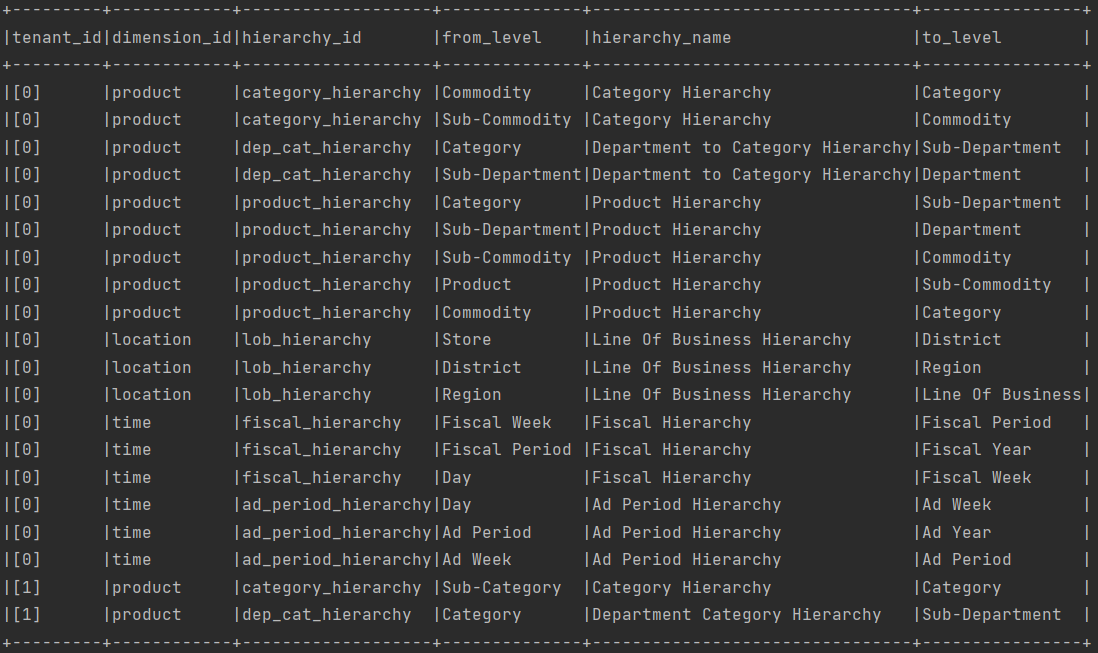 +---------+------------+-------------------+--------------+--------------------------------+----------------+
|tenant_id|dimension_id|hierarchy_id       |from_level    |hierarchy_name                  |to_level        |
+---------+------------+-------------------+--------------+--------------------------------+----------------+
|[0]      |product     |category_hierarchy |Commodity     |Category Hierarchy              |Category        |
|[0]      |product     |category_hierarchy |Sub-Commodity |Category Hierarchy              |Commodity       |
|[0]      |product     |dep_cat_hierarchy  |Category      |Department to Category Hierarchy|Sub-Department  |
|[0]      |product     |dep_cat_hierarchy  |Sub-Department|Department to Category Hierarchy|Department      |
|[0]      |product     |product_hierarchy  |Category      |Product Hierarchy               |Sub-Department  |
|[0]      |product     |product_hierarchy  |Sub-Department|Product Hierarchy               |Department      |
|[0]      |product     |product_hierarchy  |Sub-Commodity |Product Hierarchy               |Commodity       |
|[0]      |product     |product_hierarchy  |Product       |Product Hierarchy               |Sub-Commodity   |
|[0]      |product     |product_hierarchy  |Commodity     |Product Hierarchy               |Category        |
|[0]      |location    |lob_hierarchy      |Store         |Line Of Business Hierarchy      |District        |
|[0]      |location    |lob_hierarchy      |District      |Line Of Business Hierarchy      |Region          |
|[0]      |location    |lob_hierarchy      |Region        |Line Of Business Hierarchy      |Line Of Business|
|[0]      |time        |fiscal_hierarchy   |Fiscal Week   |Fiscal Hierarchy                |Fiscal Period   |
|[0]      |time        |fiscal_hierarchy   |Fiscal Period |Fiscal Hierarchy                |Fiscal Year     |
|[0]      |time        |fiscal_hierarchy   |Day           |Fiscal Hierarchy                |Fiscal Week     |
|[0]      |time        |ad_period_hierarchy|Day           |Ad Period Hierarchy             |Ad Week         |
|[0]      |time        |ad_period_hierarchy|Ad Period     |Ad Period Hierarchy             |Ad Year         |
|[0]      |time        |ad_period_hierarchy|Ad Week       |Ad Period Hierarchy             |Ad Period       |
|[1]      |product     |category_hierarchy |Sub-Category  |Category Hierarchy              |Category        |
|[1]      |product     |dep_cat_hierarchy  |Category      |Department Category Hierarchy   |Sub-Department  |
+---------+------------+-------------------+--------------+--------------------------------+----------------+